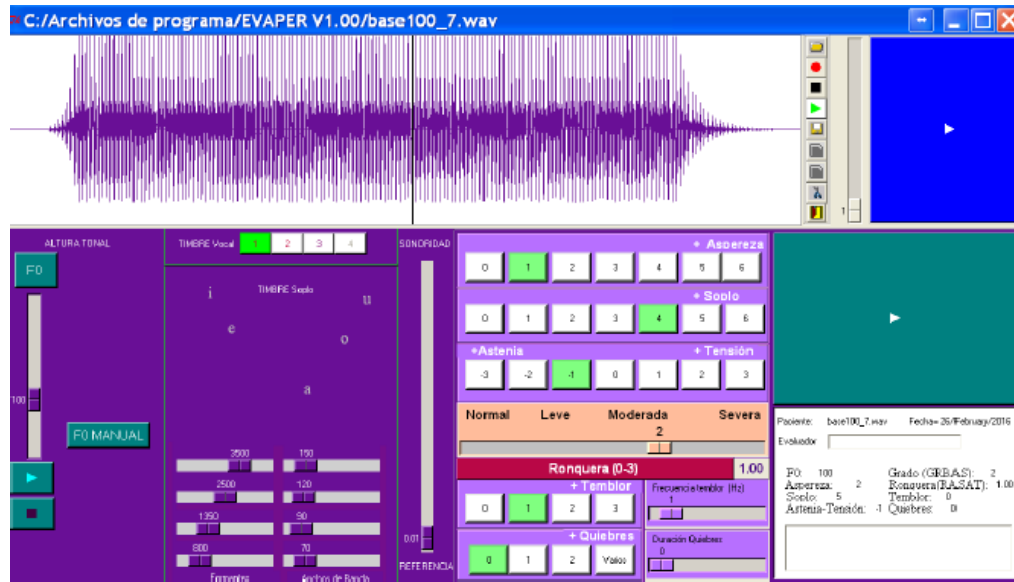 C:/Archivos de programa/EVAPER V1.00/base100_7.wav
1
ALTURA TONAL
F0
100
F0 MANUAL
TIMBRE Vocal 1 2 3 4
TIMBRE Soplo
i u
e o
a
3500 150
2500 120
1350 90
800 70
Formantes Anchos de Banda
SONORIDAD
0.01
REFERENCIA
+ Aspereza
0 1 2 3 4 5 6
+ Soplo
0 1 2 3 4 5 6
+Astenia + Tensión
-3 -2 -1 0 1 2 3
Normal Leve Moderada Severa
2
Ronquera (0-3) 1.00
+ Temblor
0 1 2 3
Frecuencia temblor (Hz)
1
+ Quiebres
0 1 2 Varios
Duración Quiebres
0
Paciente: base100_7.wav Fecha= 26/February/2016
Evaluador
F0: 100 Grado (GRBAS): 2
Aspereza: 2 Ronquera(RASAT): 1.00
Soplo: 5 Temblor: 0
Astenia-Tensión: -1 Quiebres: 0